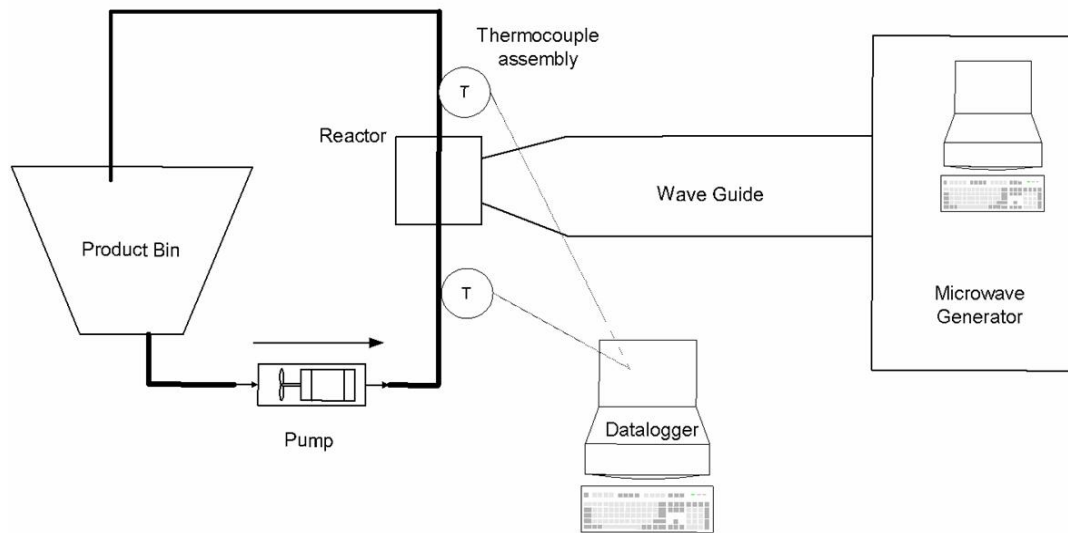 Thermocouple
assembly
T
Reactor
Wave Guide
Product Bin
T
Microwave
Generator
Datalogger
Pump